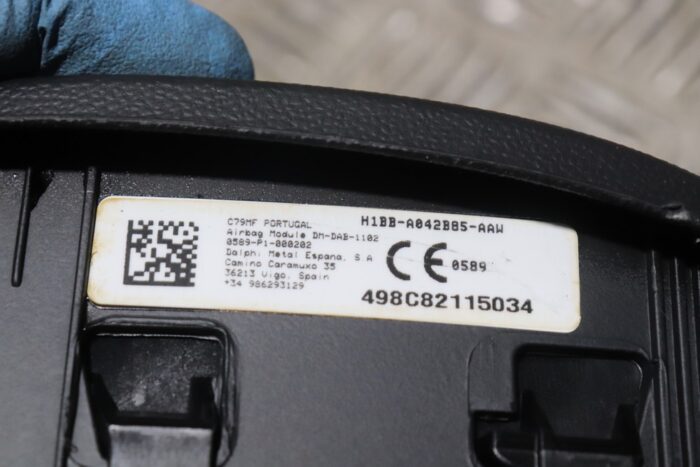 C79MF PORTUGAL
Airbag Module DM-DAB-1102
0589-P1-000202
Dalphi Metal Espana, S A
Camino Caramuxo 35
36213 Vigo, Spain
+34 986293129
H1BB-A042B85-AAW
CE 0589
498C82115034